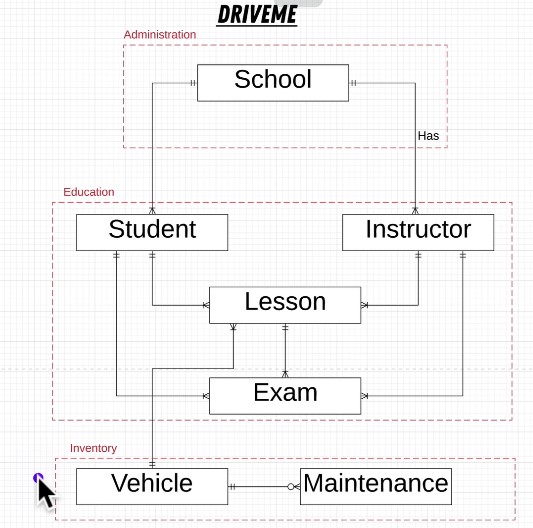 DRIVEME
Administration
School
Has
Education
Student
Instructor
Lesson
Exam
Inventory
Vehicle
Maintenance